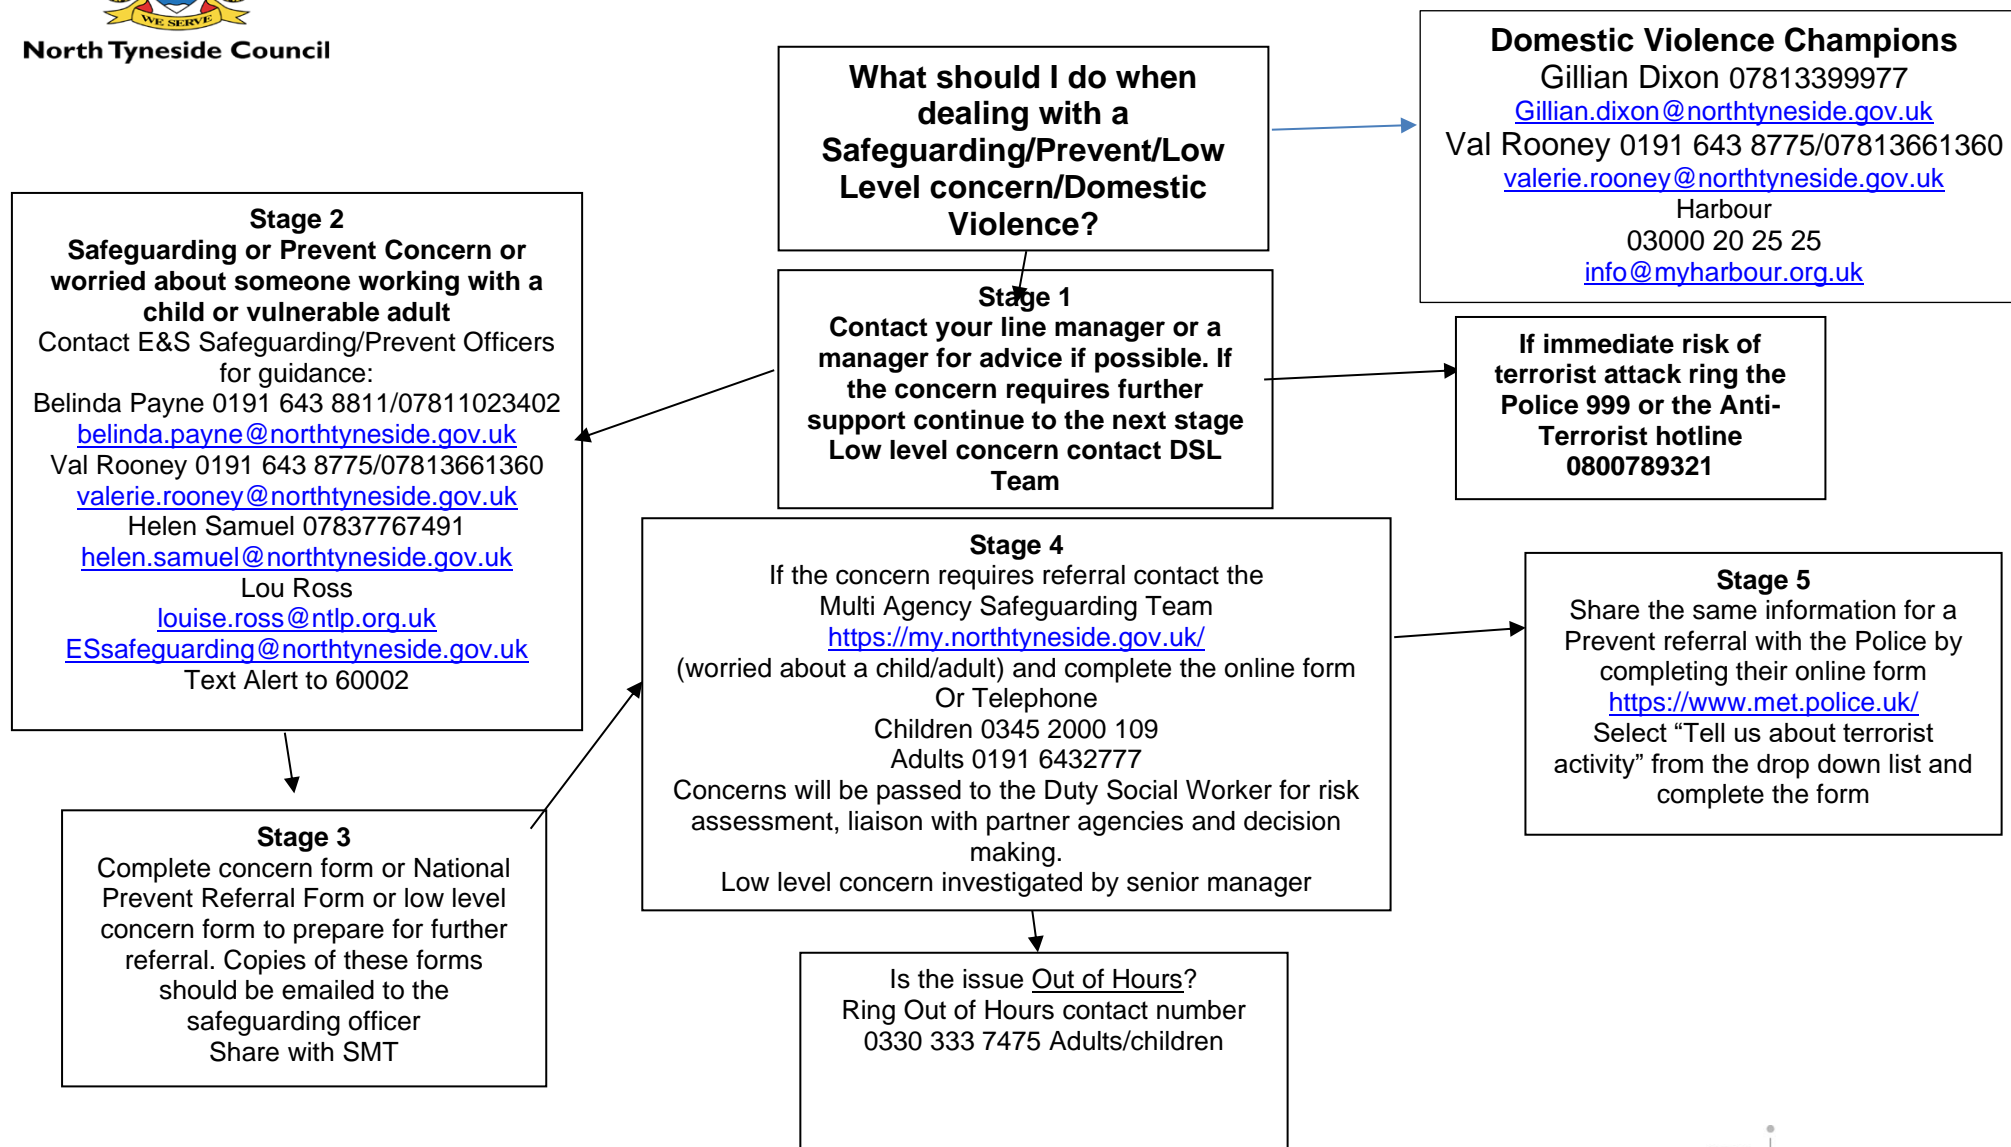 WE SERVE
North Tyneside Council
What should I do when
dealing with a
Safeguarding/Prevent/Low
Level concern/Domestic
Violence?
Domestic Violence Champions
Gillian Dixon 07813399977
Gillian.dixon@northtyneside.gov.uk
Val Rooney 0191 643 8775/07813661360
valerie.rooney@northtyneside.gov.uk
Harbour
03000 20 25 25
info@myharbour.org.uk
Stage 1
Contact your line manager or a
manager for advice if possible. If
the concern requires further
support continue to the next stage
Low level concern contact DSL
Team
If immediate risk of
terrorist attack ring the
Police 999 or the Anti-
Terrorist hotline
0800789321
Stage 2
Safeguarding or Prevent Concern or
worried about someone working with a
child or vulnerable adult
Contact E&S Safeguarding/Prevent Officers
for guidance:
Belinda Payne 0191 643 8811/07811023402
belinda.payne@northtyneside.gov.uk
Val Rooney 0191 643 8775/07813661360
valerie.rooney@northtyneside.gov.uk
Helen Samuel 07837767491
helen.samuel@northtyneside.gov.uk
Lou Ross
louise.ross@ntlp.org.uk
ESsafeguarding@northtyneside.gov.uk
Text Alert to 60002
Stage 3
Complete concern form or National
Prevent Referral Form or low level
concern form to prepare for further
referral. Copies of these forms
should be emailed to the
safeguarding officer
Share with SMT
Stage 4
If the concern requires referral contact the
Multi Agency Safeguarding Team
https://my.northtyneside.gov.uk/
(worried about a child/adult) and complete the online form
Or Telephone
Children 0345 2000 109
Adults 0191 6432777
Concerns will be passed to the Duty Social Worker for risk
assessment, liaison with partner agencies and decision
making.
Low level concern investigated by senior manager
Stage 5
Share the same information for a
Prevent referral with the Police by
completing their online form
https://www.met.police.uk/
Select “Tell us about terrorist
activity” from the drop down list and
complete the form
Is the issue Out of Hours?
Ring Out of Hours contact number
0330 333 7475 Adults/children